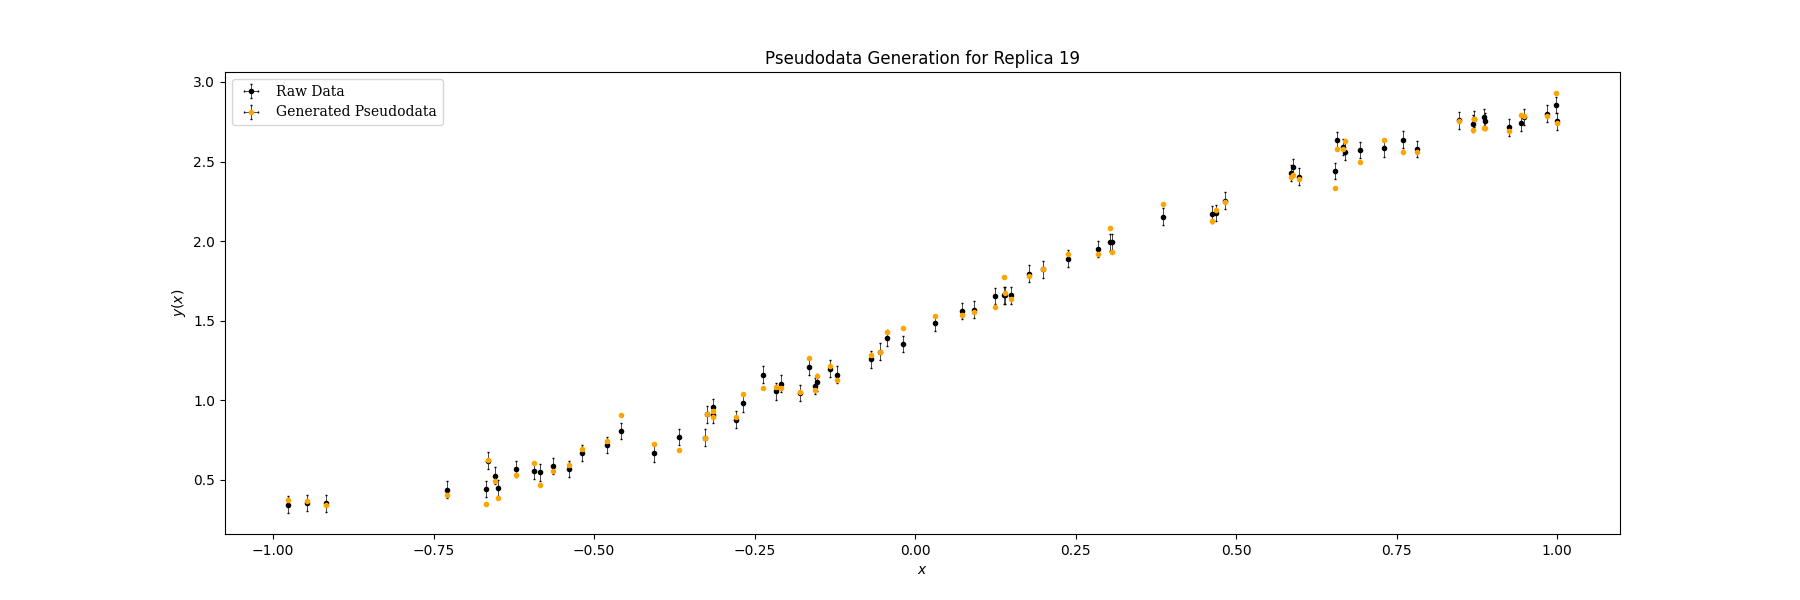 Pseudodata Generation for Replica 19
Raw Data
Generated Pseudodata
3.0
2.5
2.0
1.5
1.0
0.5
y(x)
−1.00 −0.75 −0.50 −0.25 0.00 0.25 0.50 0.75 1.00
x